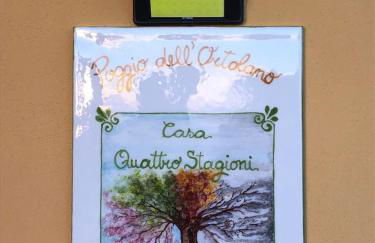 Poggio dell'Ortolano
Casa
Quattro Stagioni